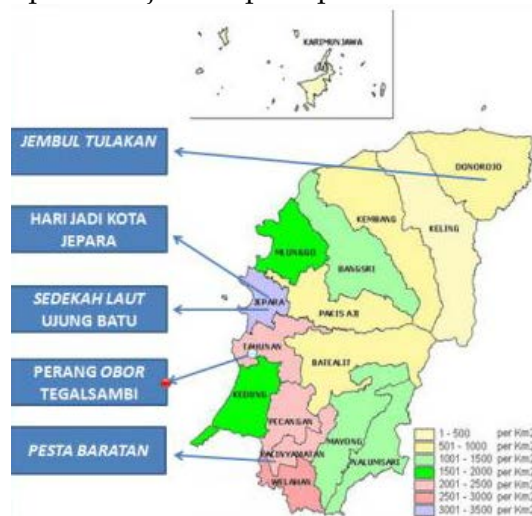 KARIMUNJAWA
JEMBUL TULAKAN
DONOROJO
HARI JADI KOTA
JEPARA
KEMBANG
KELING
MLONGGO
BANGSRI
SEDEKAH LAUT
UJUNG BATU
JEPARA
PAKIS AJI
PERANG OBOR
TEGALSAMBI
TAHUNAN
BATEALIT
KEDUNG
PECANGAN
PESTA BARATAN
MAYONG
NALUMSARI
WELAHAN
1 - 500 per Km2
501 - 1000 per Km2
1001 - 1500 per Km2
1501 - 2000 per Km2
2001 - 2500 per Km2
2501 - 3000 per Km2
3001 - 3500 per Km2